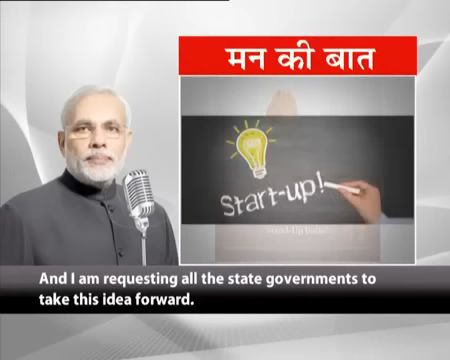 मन की बात
Start-up!
And I am requesting all the state governments to
take this idea forward.